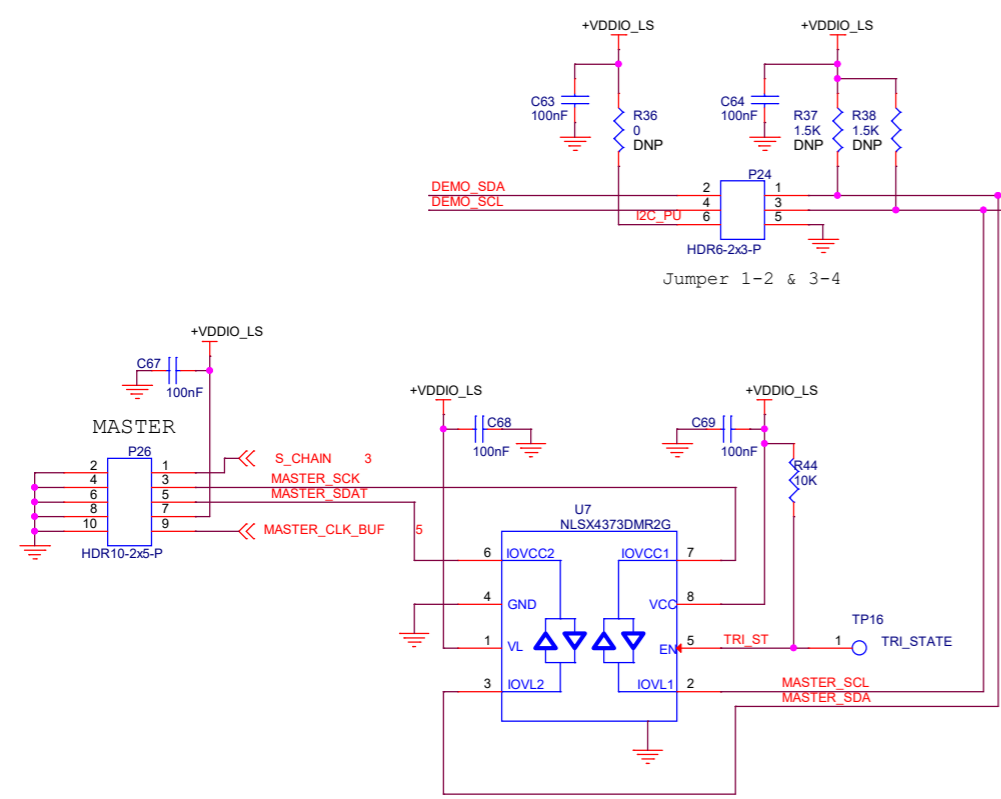 +VDDIO_LS
+VDDIO_LS
C63
100nF
R36
0
DNP
C64
100nF
R37
1.5K
DNP
R38
1.5K
DNP
P24
DEMO_SDA
2
1
DEMO_SCL
4
3
I2C_PU
6
5
HDR6-2x3-P
Jumper 1-2 & 3-4
+VDDIO_LS
C67
100nF
MASTER
P26
2
1
S_CHAIN
3
4
3
MASTER_SCK
6
5
MASTER_SDAT
8
7
10
9
MASTER_CLK_BUF
5
HDR10-2x5-P
+VDDIO_LS
C68
100nF
+VDDIO_LS
C69
100nF
R44
10K
U7
NLSX4373DMR2G
6
IOVCC2
IOVCC1
7
4
GND
VCC
8
1
VL
EN
5
TRI_ST
3
IOVL2
IOVL1
2
MASTER_SCL
MASTER_SDA
TP16
1
TRI_STATE